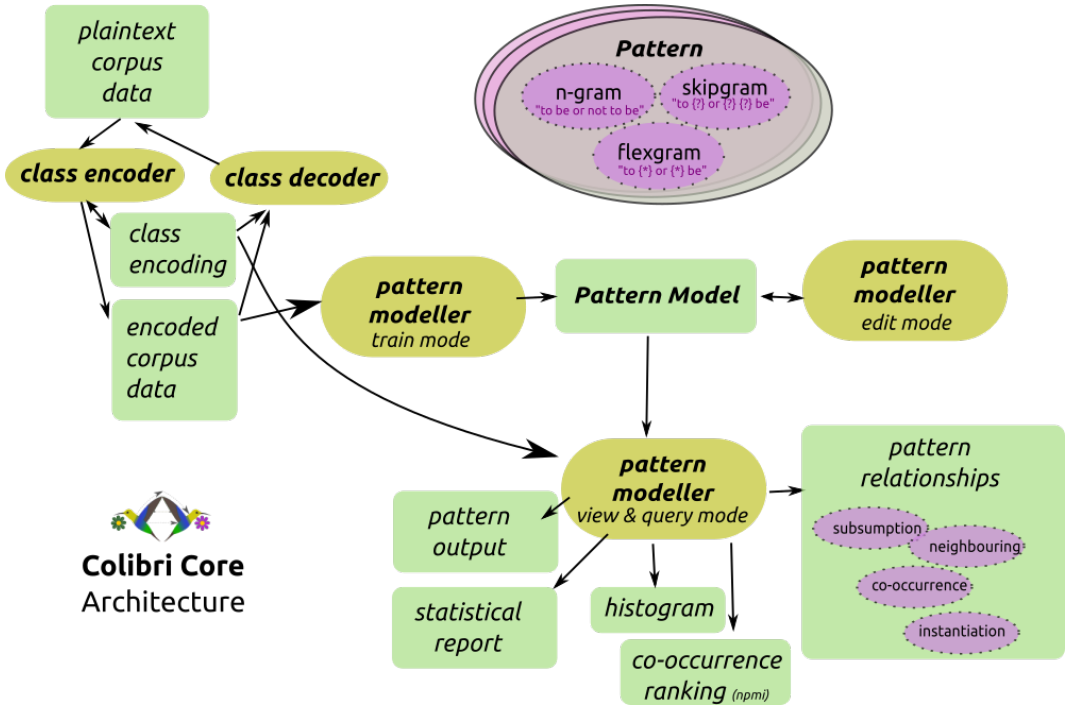 plaintext
corpus
data
class encoder
class decoder
class
encoding
encoded
corpus
data
Pattern
n-gram
"to be or not to be"
skipgram
"to {?} or {?} {?} be"
flexgram
"to {*} or {*} be"
pattern
modeller
train mode
Pattern Model
pattern
modeller
edit mode
pattern
modeller
view & query mode
pattern
output
statistical
report
histogram
co-occurrence
ranking (npmi)
pattern
relationships
subsumption
neighbouring
co-occurrence
instantiation
Colibri Core
Architecture